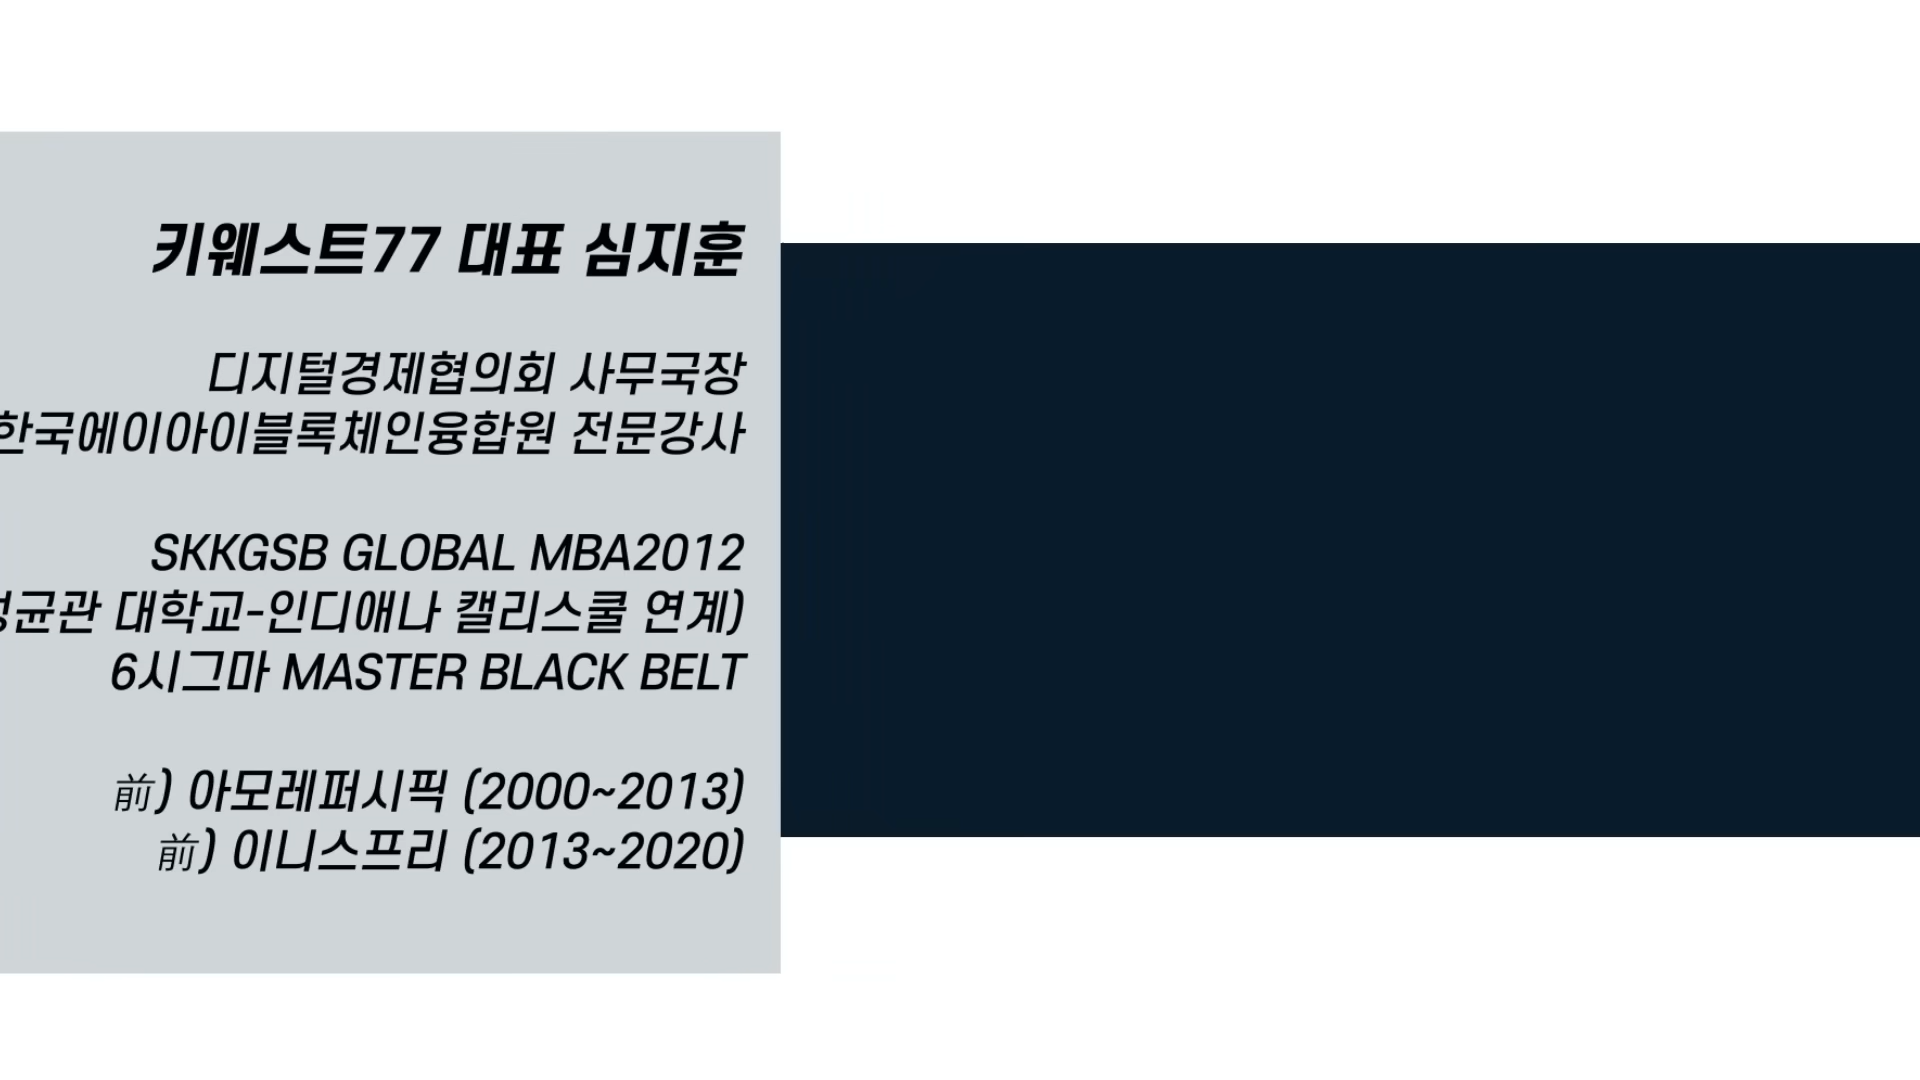 키웨스트77 대표 심지훈
디지털경제협의회 사무국장
한국에이아이블록체인융합원 전문강사
SKKGSB GLOBAL MBA2012
성균관 대학교-인디애나 캘리스쿨 연계)
6시그마 MASTER BLACK BELT
前) 아모레퍼시픽 (2000~2013)
前) 이니스프리 (2013~2020)